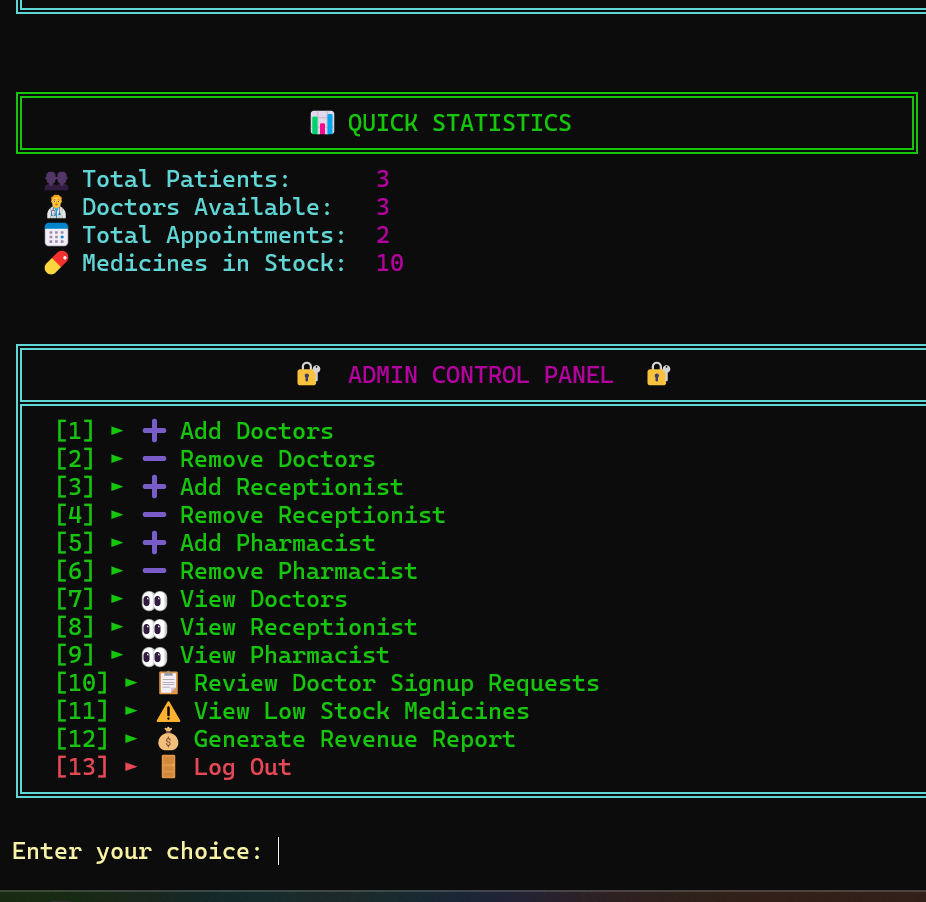 📊 QUICK STATISTICS
👥 Total Patients: 3
👨‍⚕️ Doctors Available: 3
📅 Total Appointments: 2
💊 Medicines in Stock: 10
🔐 ADMIN CONTROL PANEL 🔐
[1] ► ➕ Add Doctors
[2] ► ➖ Remove Doctors
[3] ► ➕ Add Receptionist
[4] ► ➖ Remove Receptionist
[5] ► ➕ Add Pharmacist
[6] ► ➖ Remove Pharmacist
[7] ► 👀 View Doctors
[8] ► 👀 View Receptionist
[9] ► 👀 View Pharmacist
[10] ► 📋 Review Doctor Signup Requests
[11] ► ⚠️ View Low Stock Medicines
[12] ► 💰 Generate Revenue Report
[13] ► 🚪 Log Out
Enter your choice: